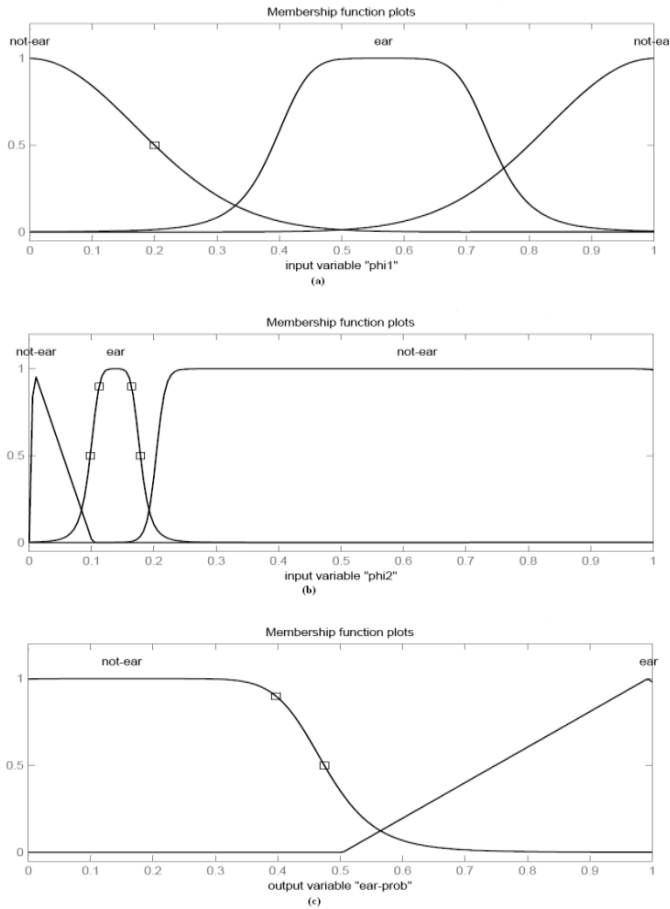 Membership function plots
not-ear ear not-ea
1
0.5
0
0 0.1 0.2 0.3 0.4 0.5 0.6 0.7 0.8 0.9 1
input variable "phi1"
(a)
Membership function plots
not-ear ear not-ear
1
0.5
0
0 0.1 0.2 0.3 0.4 0.5 0.6 0.7 0.8 0.9 1
input variable "phi2"
(b)
Membership function plots
not-ear ear
1
0.5
0
0 0.1 0.2 0.3 0.4 0.5 0.6 0.7 0.8 0.9 1
output variable "ear-prob"
(c)